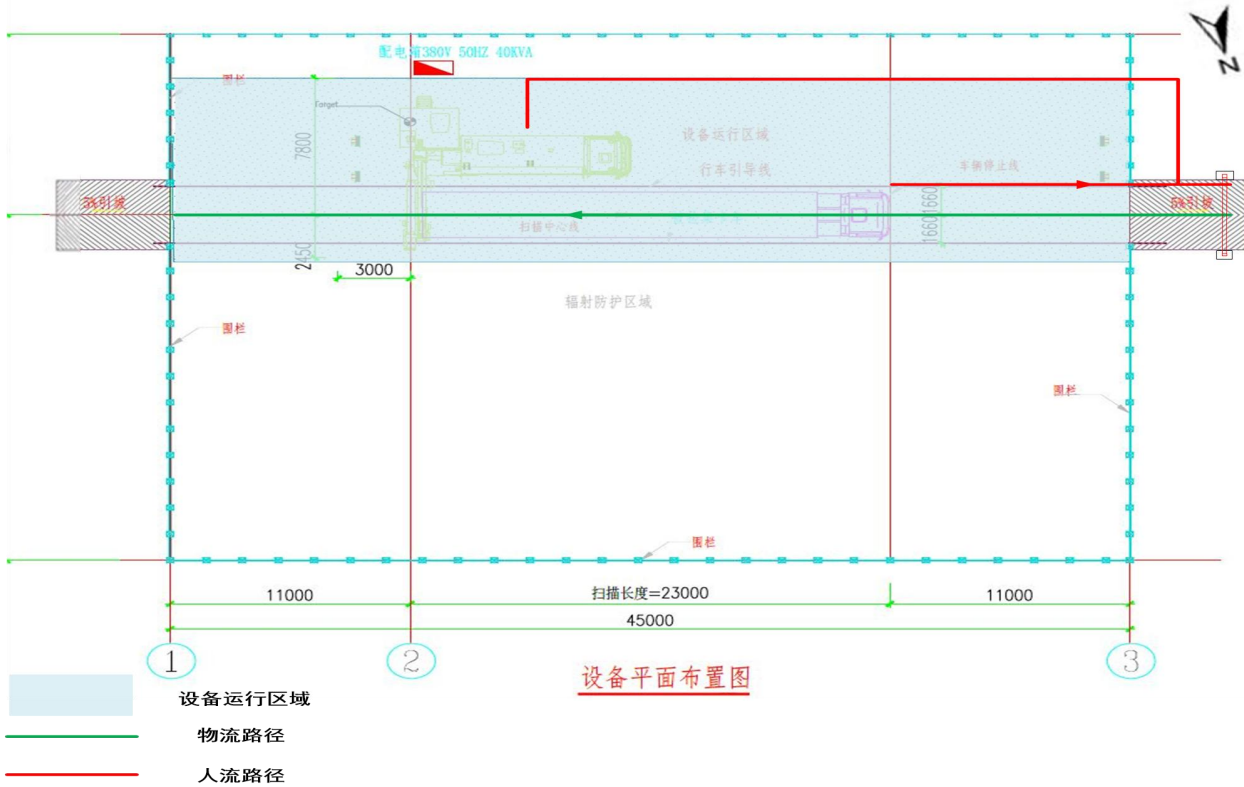 N
配电箱380V 50HZ 40KVA
围栏
Target
7800
设备运行区域
行车引导线
车辆停止线
5%引坡
5%引坡
扫描中心线
1660
1660
2450
3000
辐射防护区域
围栏
围栏
围栏
11000
扫描长度=23000
11000
45000
1
2
3
设备平面布置图
设备运行区域
物流路径
人流路径